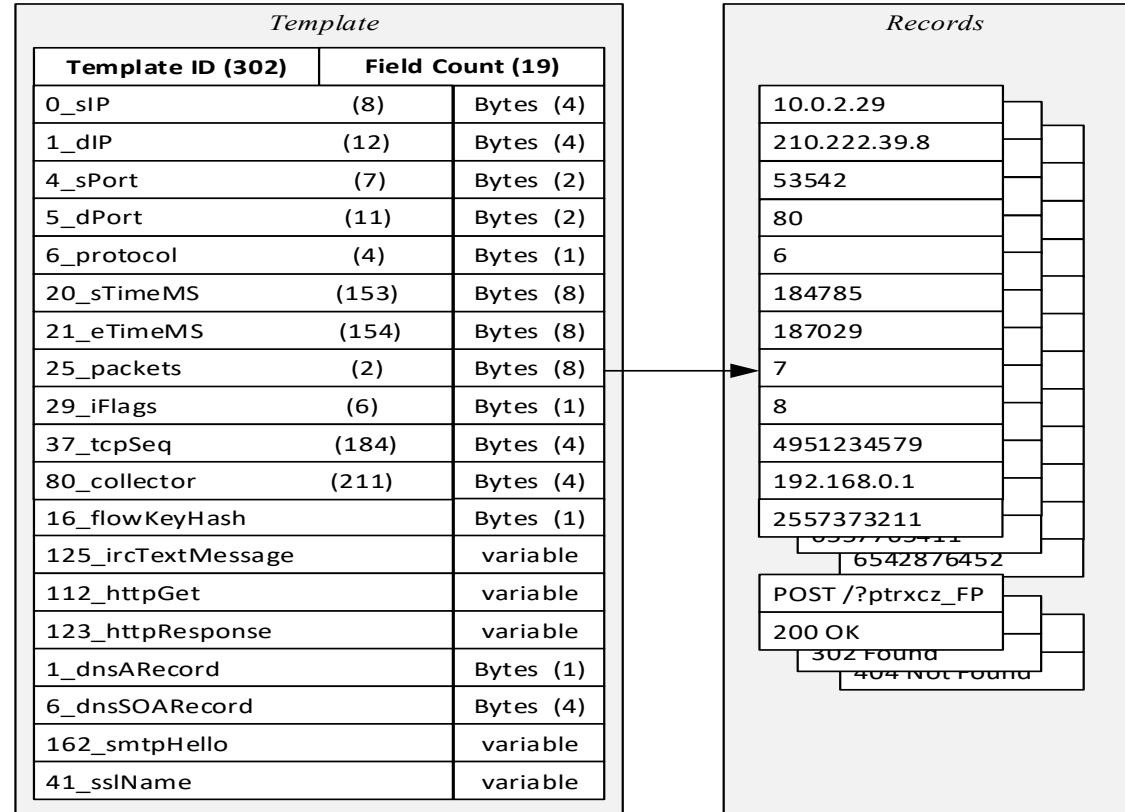 Template
Template ID (302) Field Count (19)
0_sIP (8) Bytes (4)
1_dIP (12) Bytes (4)
4_sPort (7) Bytes (2)
5_dPort (11) Bytes (2)
6_protocol (4) Bytes (1)
20_sTimeMS (153) Bytes (8)
21_eTimeMS (154) Bytes (8)
25_packets (2) Bytes (8)
29_iFlags (6) Bytes (1)
37_tcpSeq (184) Bytes (4)
80_collector (211) Bytes (4)
16_flowKeyHash Bytes (1)
125_ircTextMessage variable
112_httpGet variable
123_httpResponse variable
1_dnsARecord Bytes (1)
6_dnsSOARecord Bytes (4)
162_smtpHello variable
41_sslName variable
Records
10.0.2.29
210.222.39.8
53542
80
6
184785
187029
7
8
4951234579
192.168.0.1
2557373211
6542876452
POST /?ptrxcz_FP
200 OK
302 Found
404 Not Found